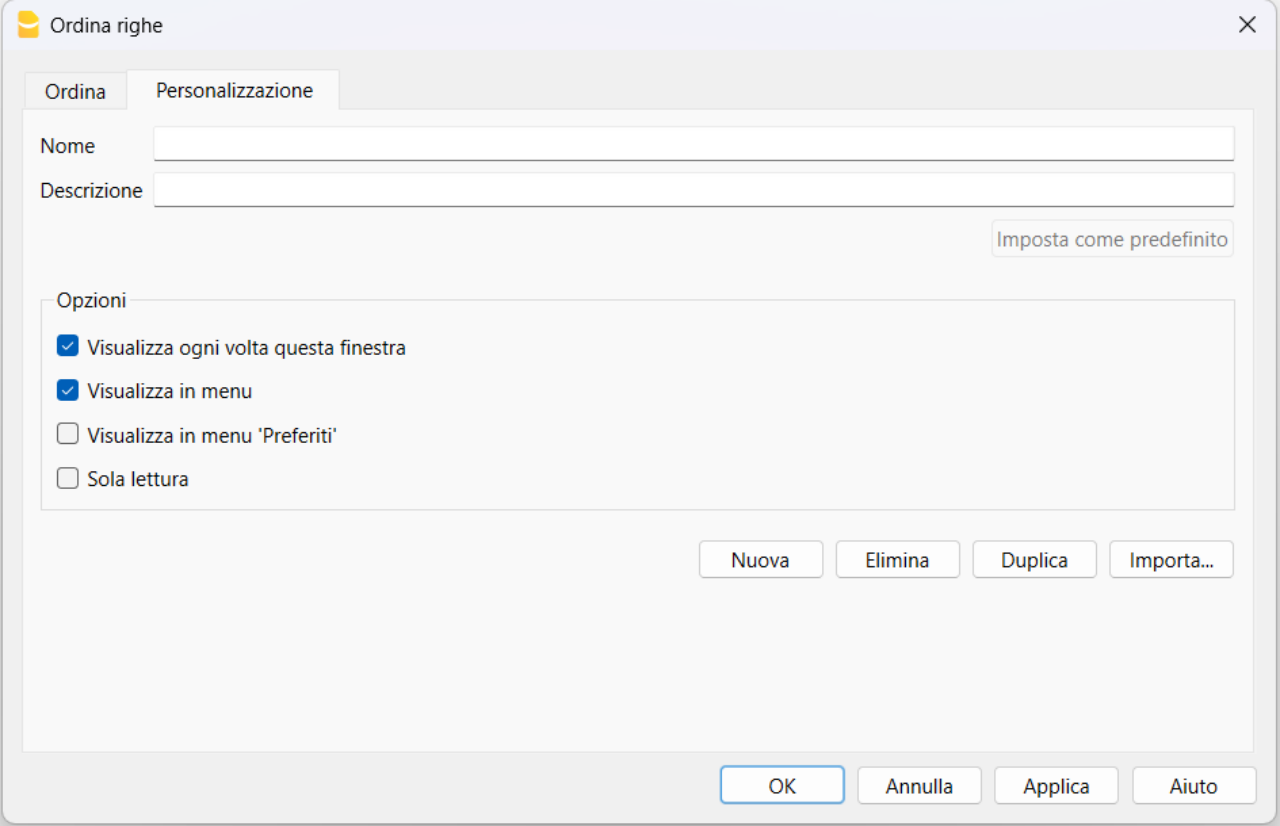 Ordina righe
Ordina Personalizzazione
Nome
Descrizione
Imposta come predefinito
Opzioni
Visualizza ogni volta questa finestra
Visualizza in menu
Visualizza in menu 'Preferiti'
Sola lettura
Nuova Elimina Duplica Importa...
OK Annulla Applica Aiuto